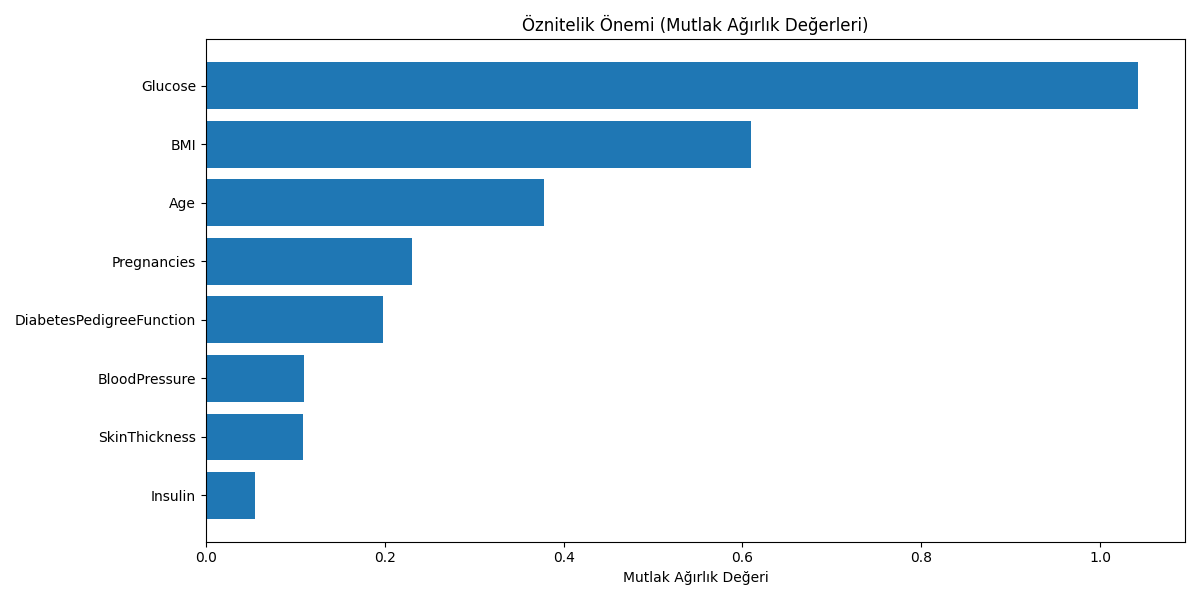 Öznitelik Önemi (Mutlak Ağırlık Değerleri)
Glucose
BMI
Age
Pregnancies
DiabetesPedigreeFunction
BloodPressure
SkinThickness
Insulin
0.0 0.2 0.4 0.6 0.8 1.0
Mutlak Ağırlık Değeri